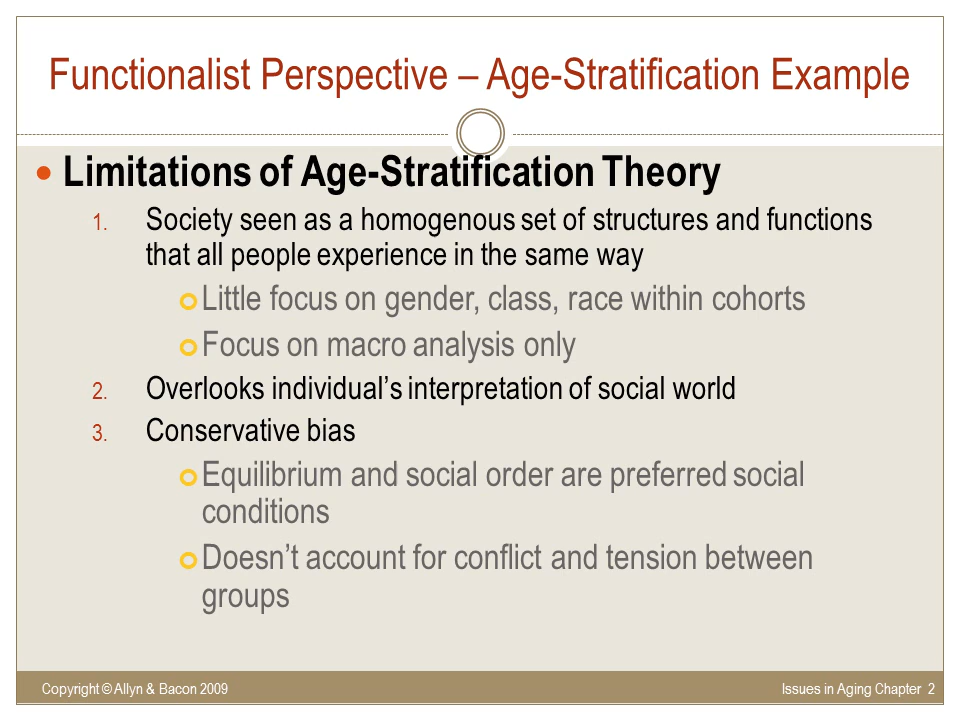 Functionalist Perspective – Age-Stratification Example
Limitations of Age-Stratification Theory
1. Society seen as a homogenous set of structures and functions
that all people experience in the same way
Little focus on gender, class, race within cohorts
Focus on macro analysis only
2. Overlooks individual’s interpretation of social world
3. Conservative bias
Equilibrium and social order are preferred social
conditions
Doesn’t account for conflict and tension between
groups
Copyright © Allyn & Bacon 2009
Issues in Aging Chapter 2